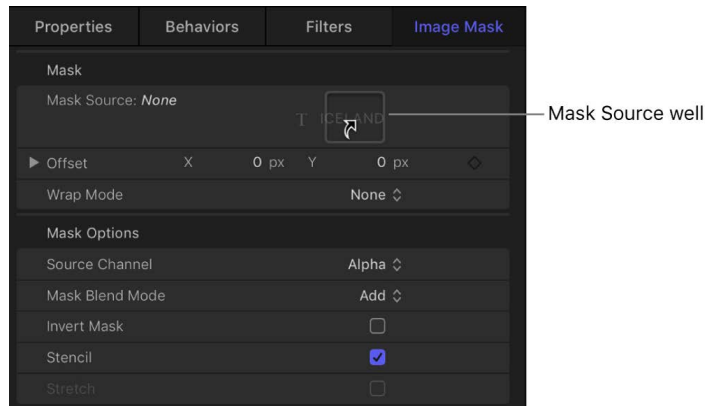 Properties Behaviors Filters Image Mask
Mask
Mask Source: None
T ICELAND
Mask Source well
Offset X 0 px Y 0 px
Wrap Mode None
Mask Options
Source Channel Alpha
Mask Blend Mode Add
Invert Mask
Stencil
Stretch